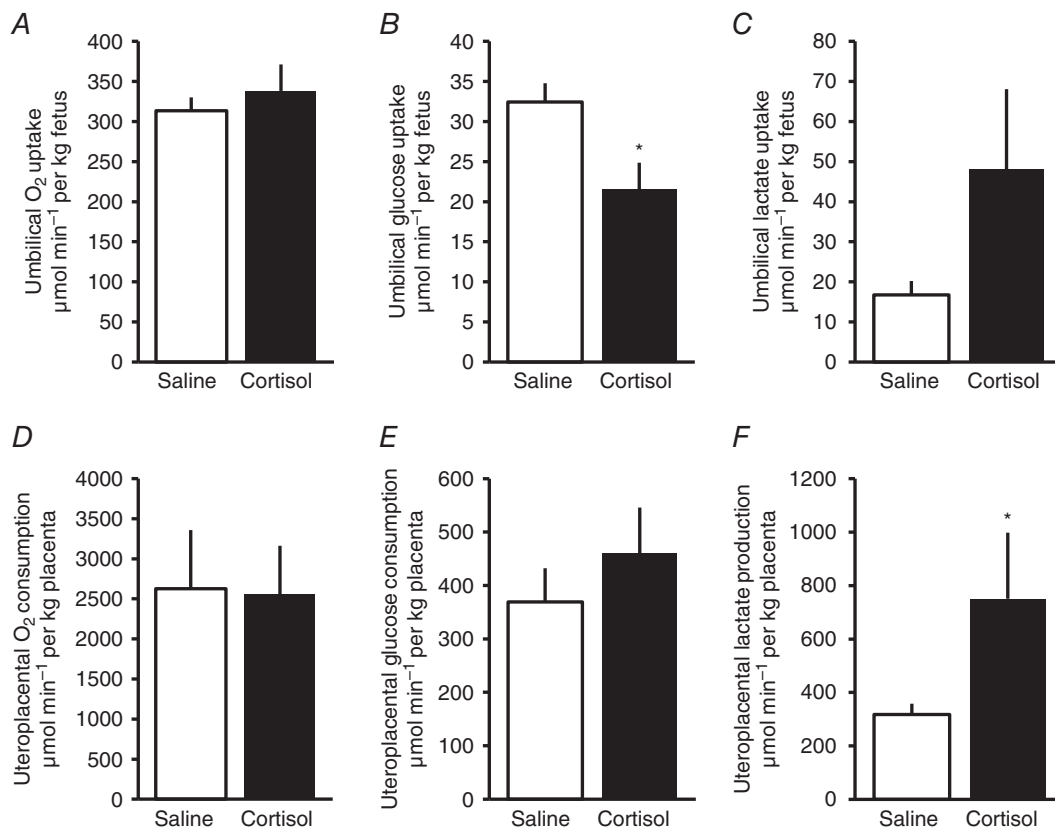 A
Umbilical O₂ uptake
µmol min⁻¹ per kg fetus
400
350
300
250
200
150
100
50
0
Saline Cortisol
B
Umbilical glucose uptake
µmol min⁻¹ per kg fetus
40
35
30
25
20
15
10
5
0
*
Saline Cortisol
C
Umbilical lactate uptake
µmol min⁻¹ per kg fetus
80
70
60
50
40
30
20
10
0
Saline Cortisol
D
Uteroplacental O₂ consumption
µmol min⁻¹ per kg placenta
4000
3500
3000
2500
2000
1500
1000
500
0
Saline Cortisol
E
Uteroplacental glucose consumption
µmol min⁻¹ per kg placenta
600
500
400
300
200
100
0
Saline Cortisol
F
Uteroplacental lactate production
µmol min⁻¹ per kg placenta
1200
1000
800
600
400
200
0
*
Saline Cortisol